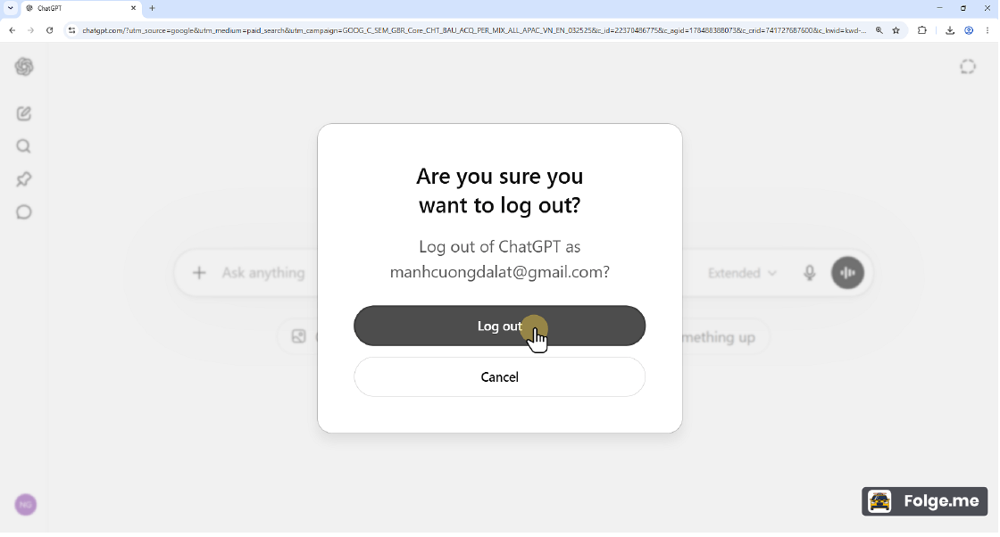 ChatGPT
chatgpt.com/?utm_source=google&utm_medium=paid_search&utm_campaign=GOOG_C_SEM_GBR_Core_CHT_BAU_ACQ_PER_MIX_ALL_APAC_VN_EN_032525&c_id=22370486775&c_agid=178488388073&c_crid=741727687600&c_kwid=kwd-...
Are you sure you
want to log out?
Log out of ChatGPT as
manhcuongdalat@gmail.com?
Ask anything
Extended
Log out
mething up
Cancel
NG
Folge.me